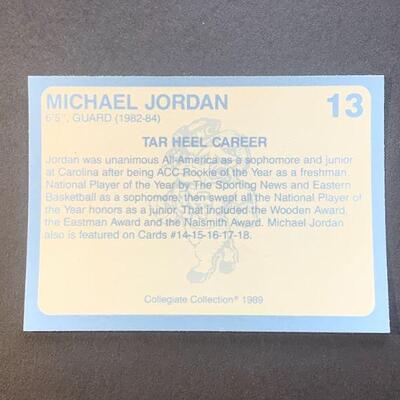 MICHAEL JORDAN 13
6'5", GUARD (1982-84)
TAR HEEL CAREER
Jordan was unanimous All-America as a sophomore and junior
at Carolina after being ACC Rookie of the Year as a freshman.
National Player of the Year by The Sporting News and Eastern
Basketball as a sophomore, then swept all the National Player of
the Year honors as a junior. That included the Wooden Award,
the Eastman Award and the Naismith Award. Michael Jordan
also is featured on Cards #14-15-16-17-18.
Collegiate Collection® 1989